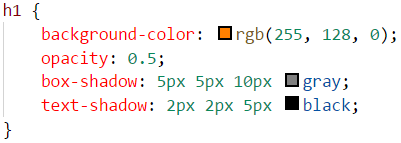 h1 {
    background-color: rgb(255, 128, 0);
    opacity: 0.5;
    box-shadow: 5px 5px 10px gray;
    text-shadow: 2px 2px 5px black;
}